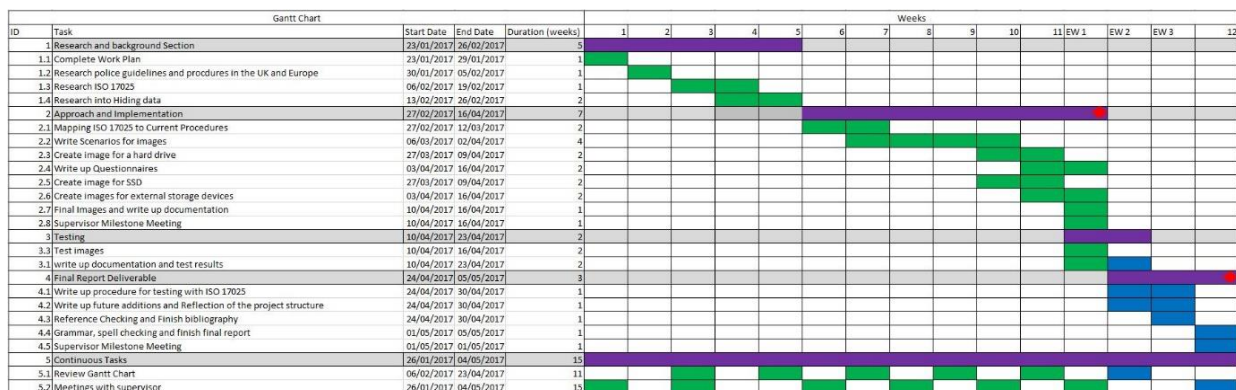 Gantt Chart Weeks
ID Task Start Date End Date Duration (weeks) 1 2 3 4 5 6 7 8 9 10 11 EW 1 EW 2 EW 3 12
1 Research and background Section 23/01/2017 26/02/2017 5
1.1 Complete Work Plan 23/01/2017 29/01/2017 1
1.2 Research police guidelines and procdures in the UK and Europe 30/01/2017 05/02/2017 1
1.3 Research ISO 17025 06/02/2017 19/02/2017 1
1.4 Research into Hiding data 13/02/2017 26/02/2017 2
2 Approach and Implementation 27/02/2017 16/04/2017 7
2.1 Mapping ISO 17025 to Current Procedures 27/02/2017 12/03/2017 2
2.2 Write Scenarios for images 06/03/2017 02/04/2017 4
2.3 Create image for a hard drive 27/03/2017 09/04/2017 2
2.4 Write up Questionnaires 03/04/2017 16/04/2017 2
2.5 Create image for SSD 27/03/2017 09/04/2017 2
2.6 Create images for external storage devices 03/04/2017 16/04/2017 2
2.7 Final Images and write up documentation 10/04/2017 16/04/2017 1
2.8 Supervisor Milestone Meeting 10/04/2017 16/04/2017 1
3 Testing 10/04/2017 23/04/2017 2
3.3 Test images 10/04/2017 16/04/2017 2
3.1 write up documentation and test results 10/04/2017 23/04/2017 2
4 Final Report Deliverable 24/04/2017 05/05/2017 3
4.1 Write up procedure for testing with ISO 17025 24/04/2017 30/04/2017 1
4.2 Write up future additions and Reflection of the project structure 24/04/2017 30/04/2017 1
4.3 Reference Checking and Finish bibliography 24/04/2017 30/04/2017 1
4.4 Grammar, spell checking and finish final report 01/05/2017 05/05/2017 1
4.5 Supervisor Milestone Meeting 01/05/2017 01/05/2017 1
5 Continuous Tasks 26/01/2017 04/05/2017 15
5.1 Review Gantt Chart 06/02/2017 23/04/2017 11
5.2 Meetings with supervisor 26/01/2017 04/05/2017 15